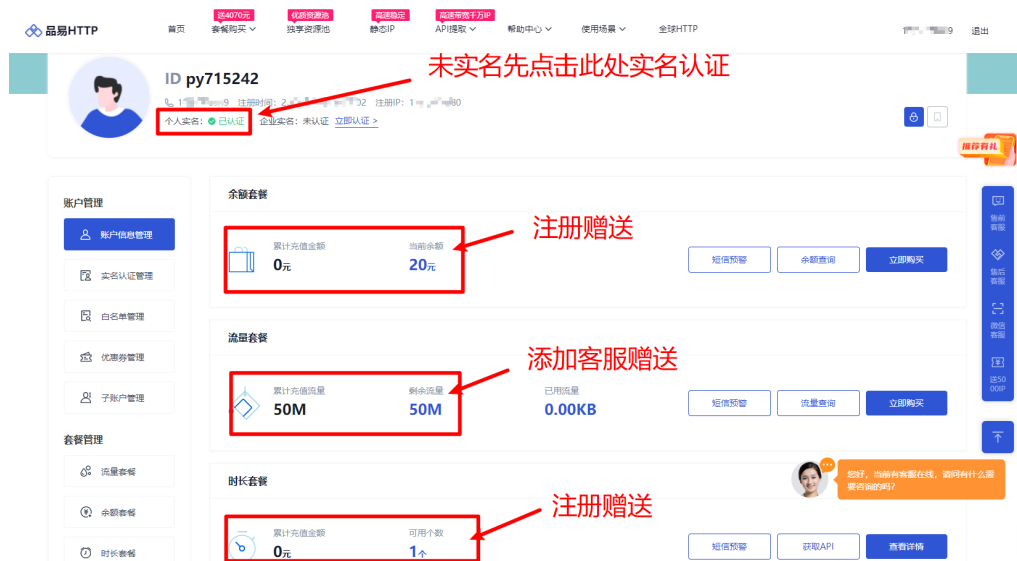 送4070元 优质资源池 高速稳定 高速带宽千万IP
品易HTTP 首页 套餐购买 独享资源池 静态IP API提取 帮助中心 使用场景 全球HTTP 退出
未实名先点击此处实名认证
ID py715242
注册时间: 注册IP:
个人实名: 已认证 企业实名: 未认证 立即认证 >
推荐有礼
账户管理
账户信息管理
实名认证管理
白名单管理
优惠券管理
子账户管理
套餐管理
流量套餐
余额套餐
时长套餐
余额套餐
注册赠送
累计充值金额 当前余额
0元 20元
短信预警 余额查询 立即购买
流量套餐
添加客服赠送
累计充值流量 剩余流量 已用流量
50M 50M 0.00KB
短信预警 流量查询 立即购买
时长套餐
注册赠送
累计充值金额 可用个数
0元 1个
短信预警 获取API 查看详情
售前
客服
售后
客服
微信
客服
送50
00IP
您好，当前有客服在线，请问有什么需
要咨询的吗?